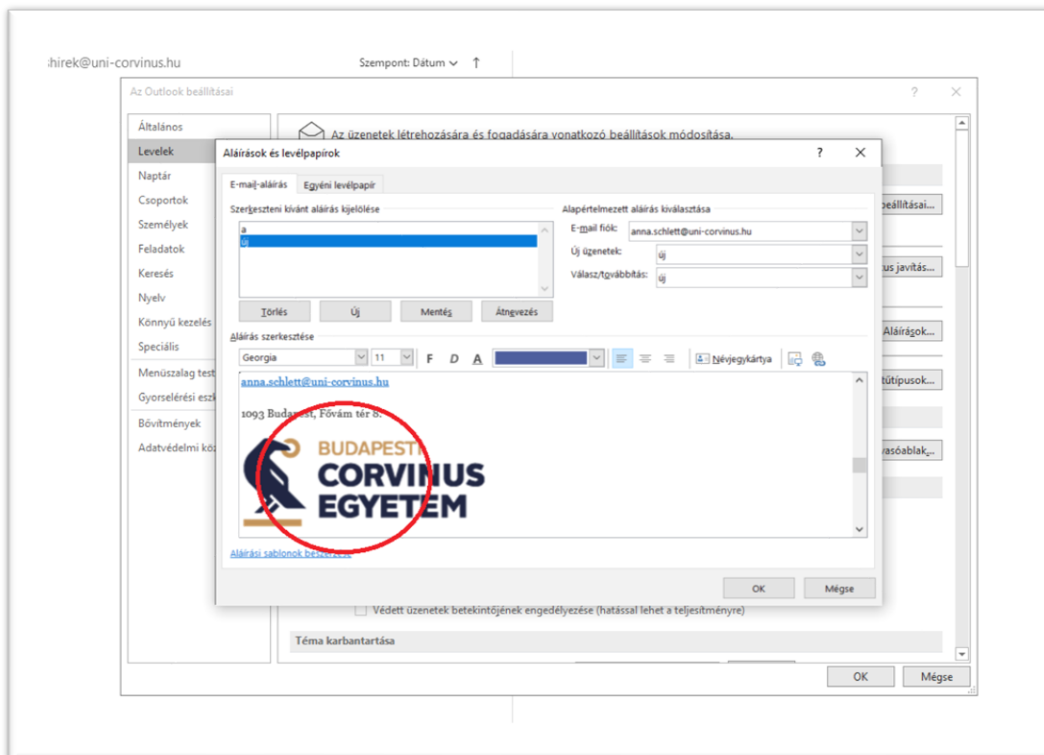 hirek@uni-corvinus.hu
Szempont: Dátum
Az Outlook beállításai
Általános
Levelek
Naptár
Csoportok
Személyek
Feladatok
Keresés
Nyelv
Könnyű kezelés
Speciális
Menüszalag test
Gyorselérési eszk
Bővítmények
Adatvédelmi köz
Az üzenetek létrehozására és fogadására vonatkozó beállítások módosítása.
Aláírások és levélpapírok
E-mail-aláírás Egyéni levélpapír
Szerkeszteni kívánt aláírás kijelölése
a
új
Törlés Új Mentés Átnevezés
Alapértelmezett aláírás kiválasztása
E-mail fiók: anna.schlett@uni-corvinus.hu
Új üzenetek: új
Válasz/továbbítás: új
Aláírás szerkesztése
Georgia 11 F D A Névjegykártya
anna.schlett@uni-corvinus.hu
1093 Budapest, Fővám tér 8.
BUDAPESTI
CORVINUS
EGYETEM
Aláírási sablonok beszerzése
OK Mégse
beállításai...
us javítás...
Aláírások...
tűtípusok...
vasóablak...
Védett üzenetek betekintőjének engedélyezése (hatással lehet a teljesítményre)
Téma karbantartása
OK Mégse